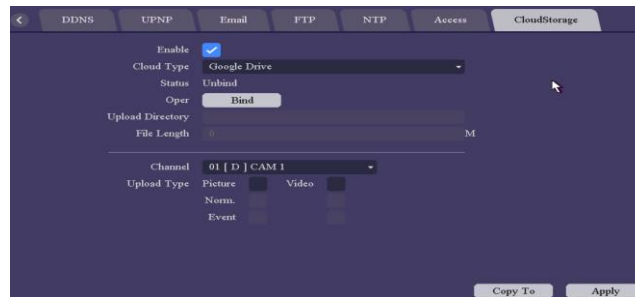 DDNS UPNP Email FTP NTP Access CloudStorage
Enable
Cloud Type Google Drive
Status Unbind
Oper Bind
Upload Directory
File Length 0 M
Channel 01 [ D ] CAM 1
Upload Type Picture Video
Norm.
Event
Copy To Apply